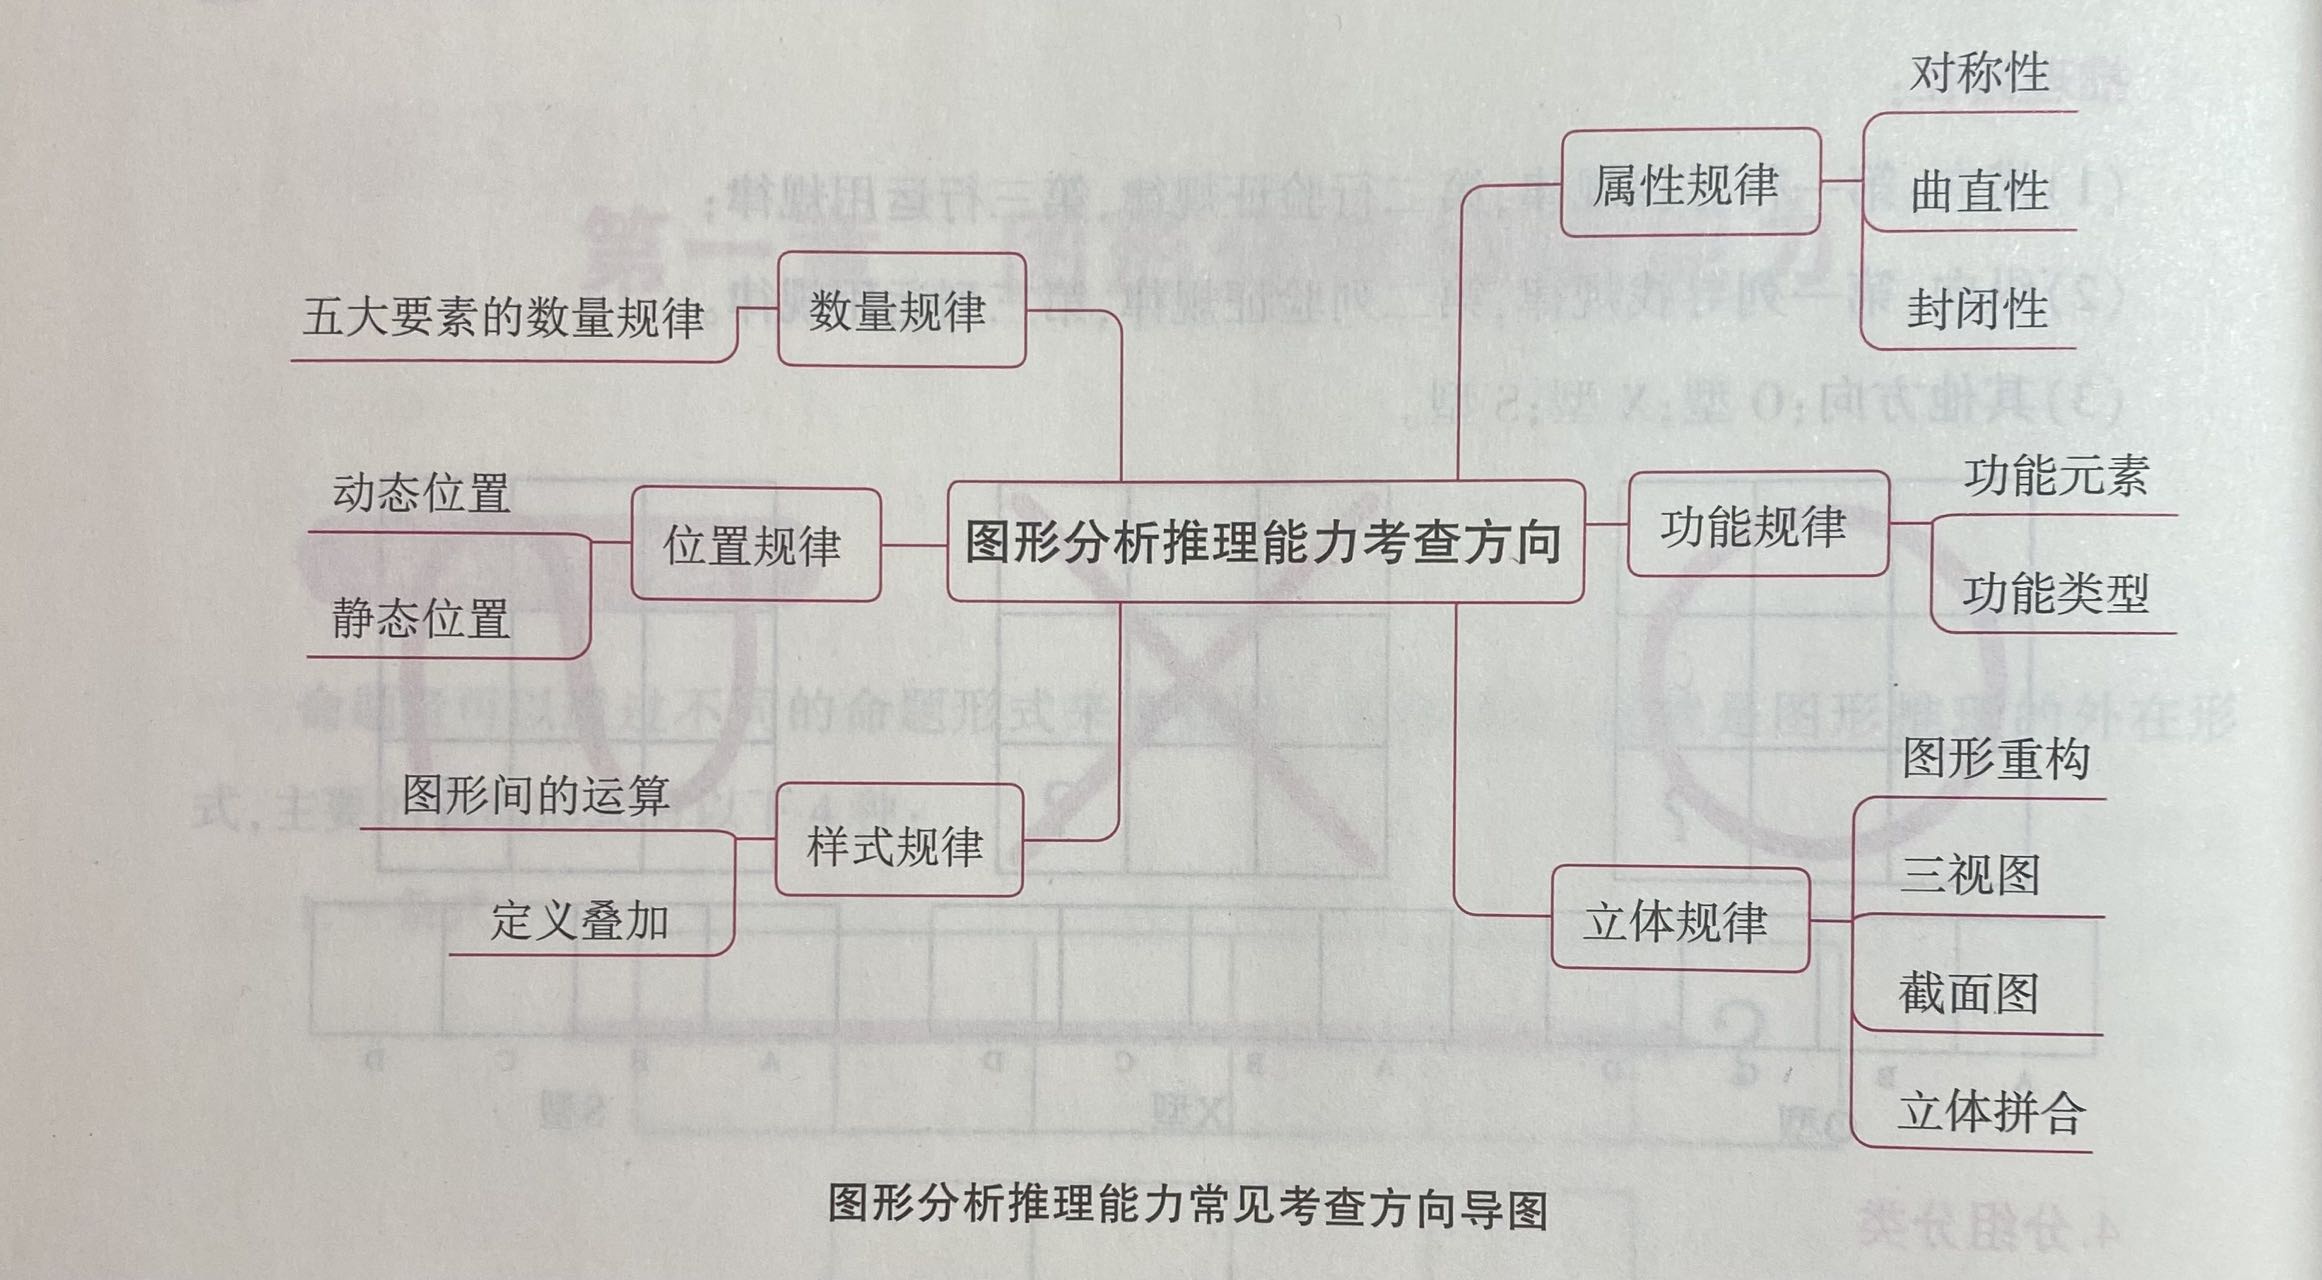 图形分析推理能力考查方向
数量规律
五大要素的数量规律
位置规律
动态位置
静态位置
样式规律
图形间的运算
定义叠加
属性规律
对称性
曲直性
封闭性
功能规律
功能元素
功能类型
立体规律
图形重构
三视图
截面图
立体拼合
图形分析推理能力常见考查方向导图